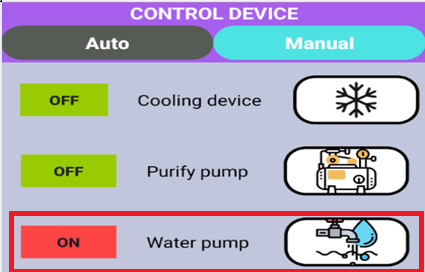 CONTROL DEVICE
Auto Manual
OFF Cooling device
OFF Purify pump
ON Water pump